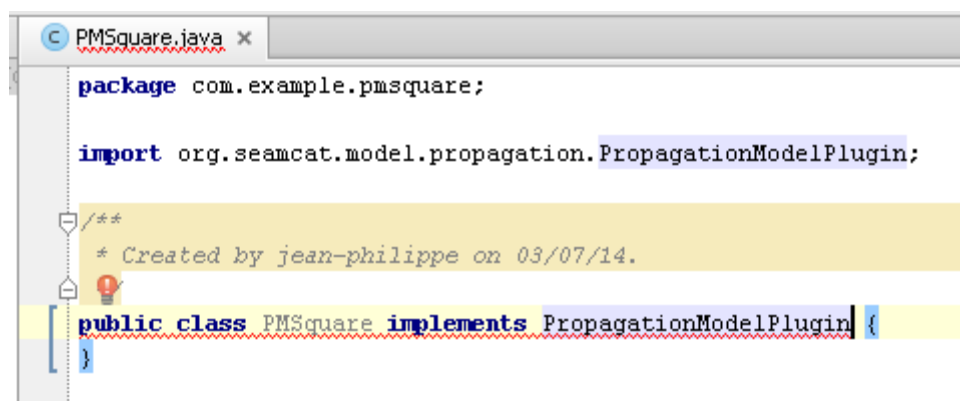 C PMSquare.java ×
package com.example.pmsquare;
import org.seamcat.model.propagation.PropagationModelPlugin;
/**
* Created by jean-philippe on 03/07/14.
/
public class PMSquare implements PropagationModelPlugin {
}